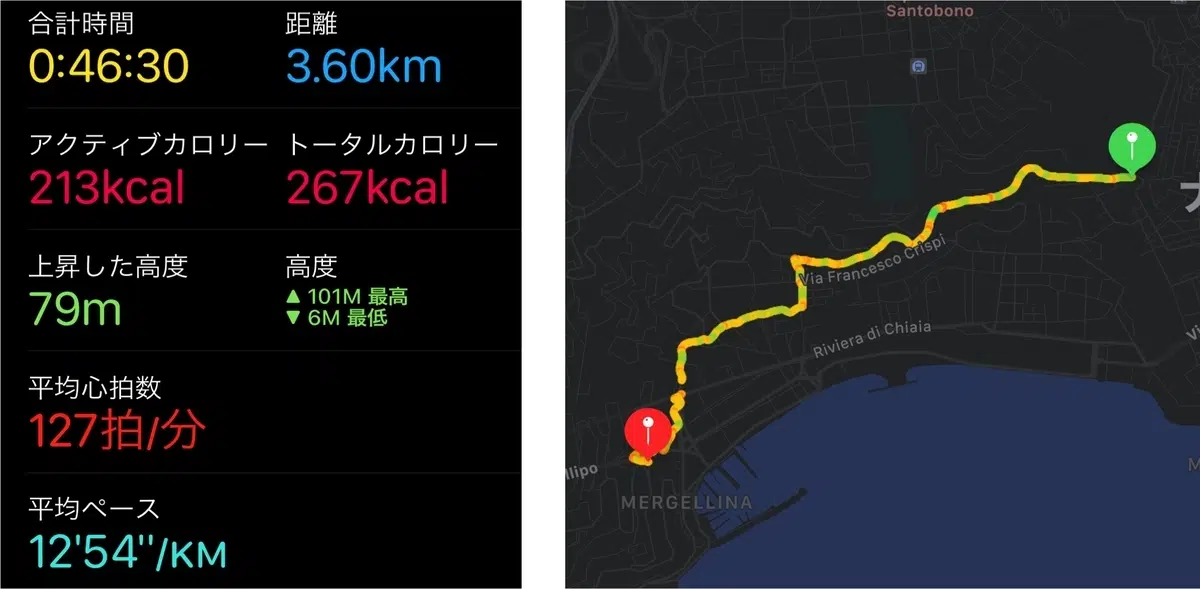 合計時間
0:46:30
距離
3.60km
アクティブカロリー
213kcal
トータルカロリー
267kcal
上昇した高度
79m
高度
▲ 101M 最高
▼ 6M 最低
平均心拍数
127拍/分
平均ペース
12'54''/KM
Santobono
Via Francesco Crispi
Riviera di Chiaia
llipo
MERGELLINA